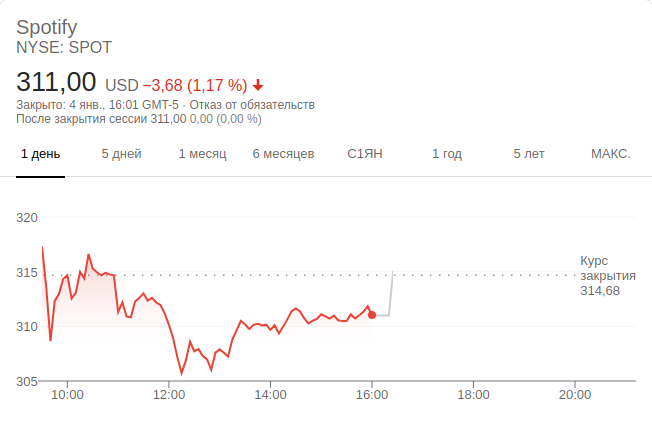 Spotify
NYSE: SPOT
311,00 USD −3,68 (1,17 %)
Закрыто: 4 янв., 16:01 GMT-5 · Отказ от обязательств
После закрытия сессии 311,00 0,00 (0,00 %)
1 день 5 дней 1 месяц 6 месяцев С1ЯН 1 год 5 лет МАКС.
320
315
310
305
Курс
закрытия
314,68
10:00 12:00 14:00 16:00 18:00 20:00